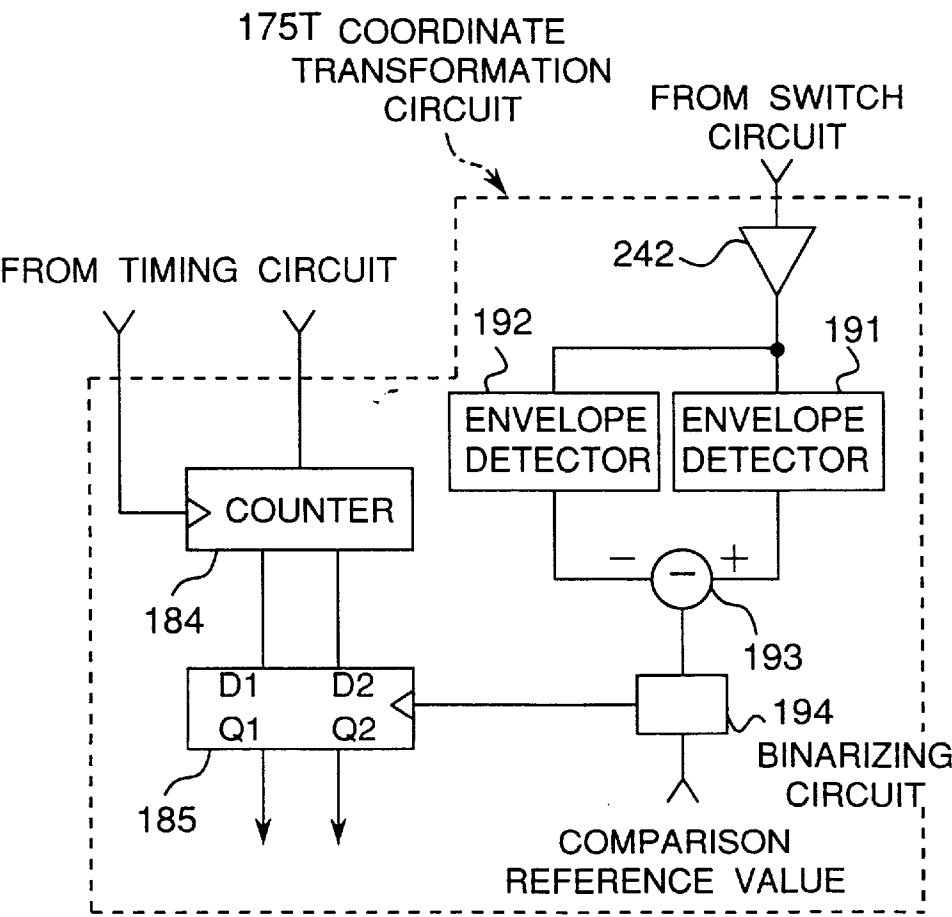 175T COORDINATE
TRANSFORMATION
CIRCUIT
FROM SWITCH
CIRCUIT
242
FROM TIMING CIRCUIT
192
191
ENVELOPE
DETECTOR
ENVELOPE
DETECTOR
COUNTER
184
−
+
−
193
D1 D2
Q1 Q2
185
194
BINARIZING
CIRCUIT
COMPARISON
REFERENCE VALUE